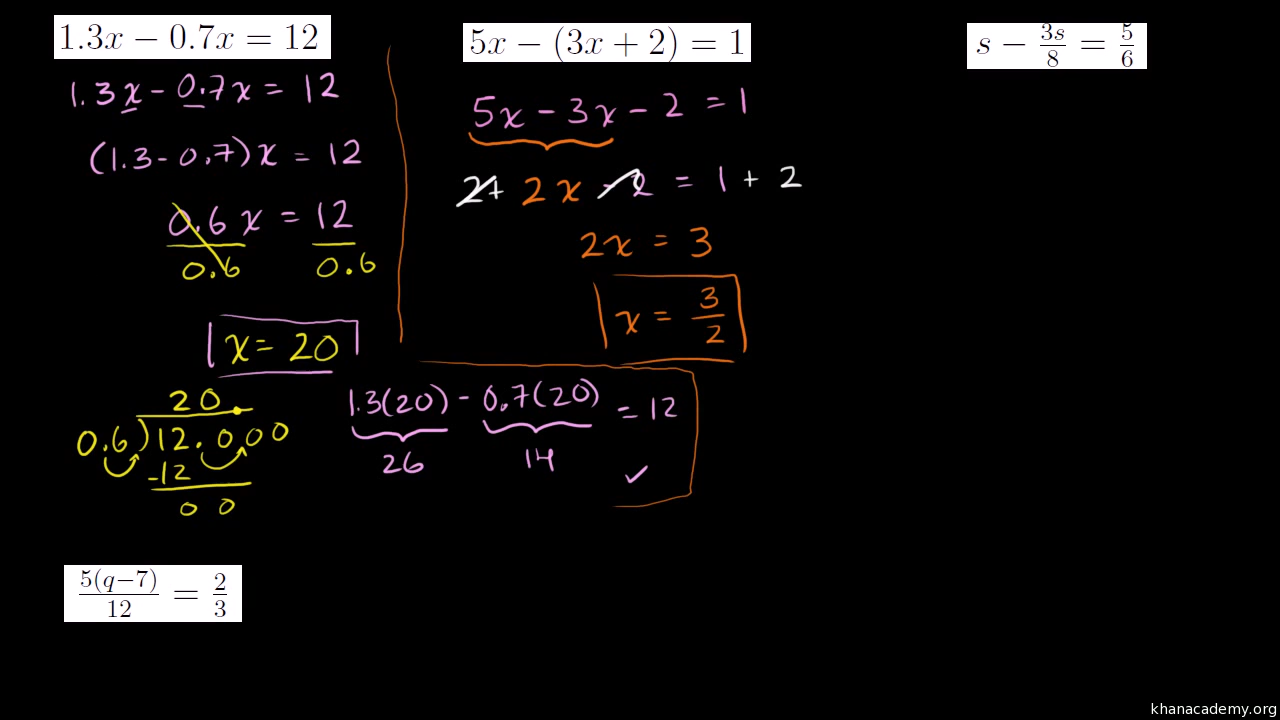 1.3x − 0.7x = 12
1.3x - 0.7x = 12
(1.3 - 0.7)x = 12
0.6x = 12
0.6 0.6
x = 20
20.
0.6)12.000
-12
00
5x − (3x + 2) = 1
5x - 3x - 2 = 1
2+ 2x - 2 = 1 + 2
2x = 3
x = 3/2
1.3(20) - 0.7(20) = 12
26 14 ✓
s − 3s/8 = 5/6
5(q−7)/12 = 2/3
khanacademy.org